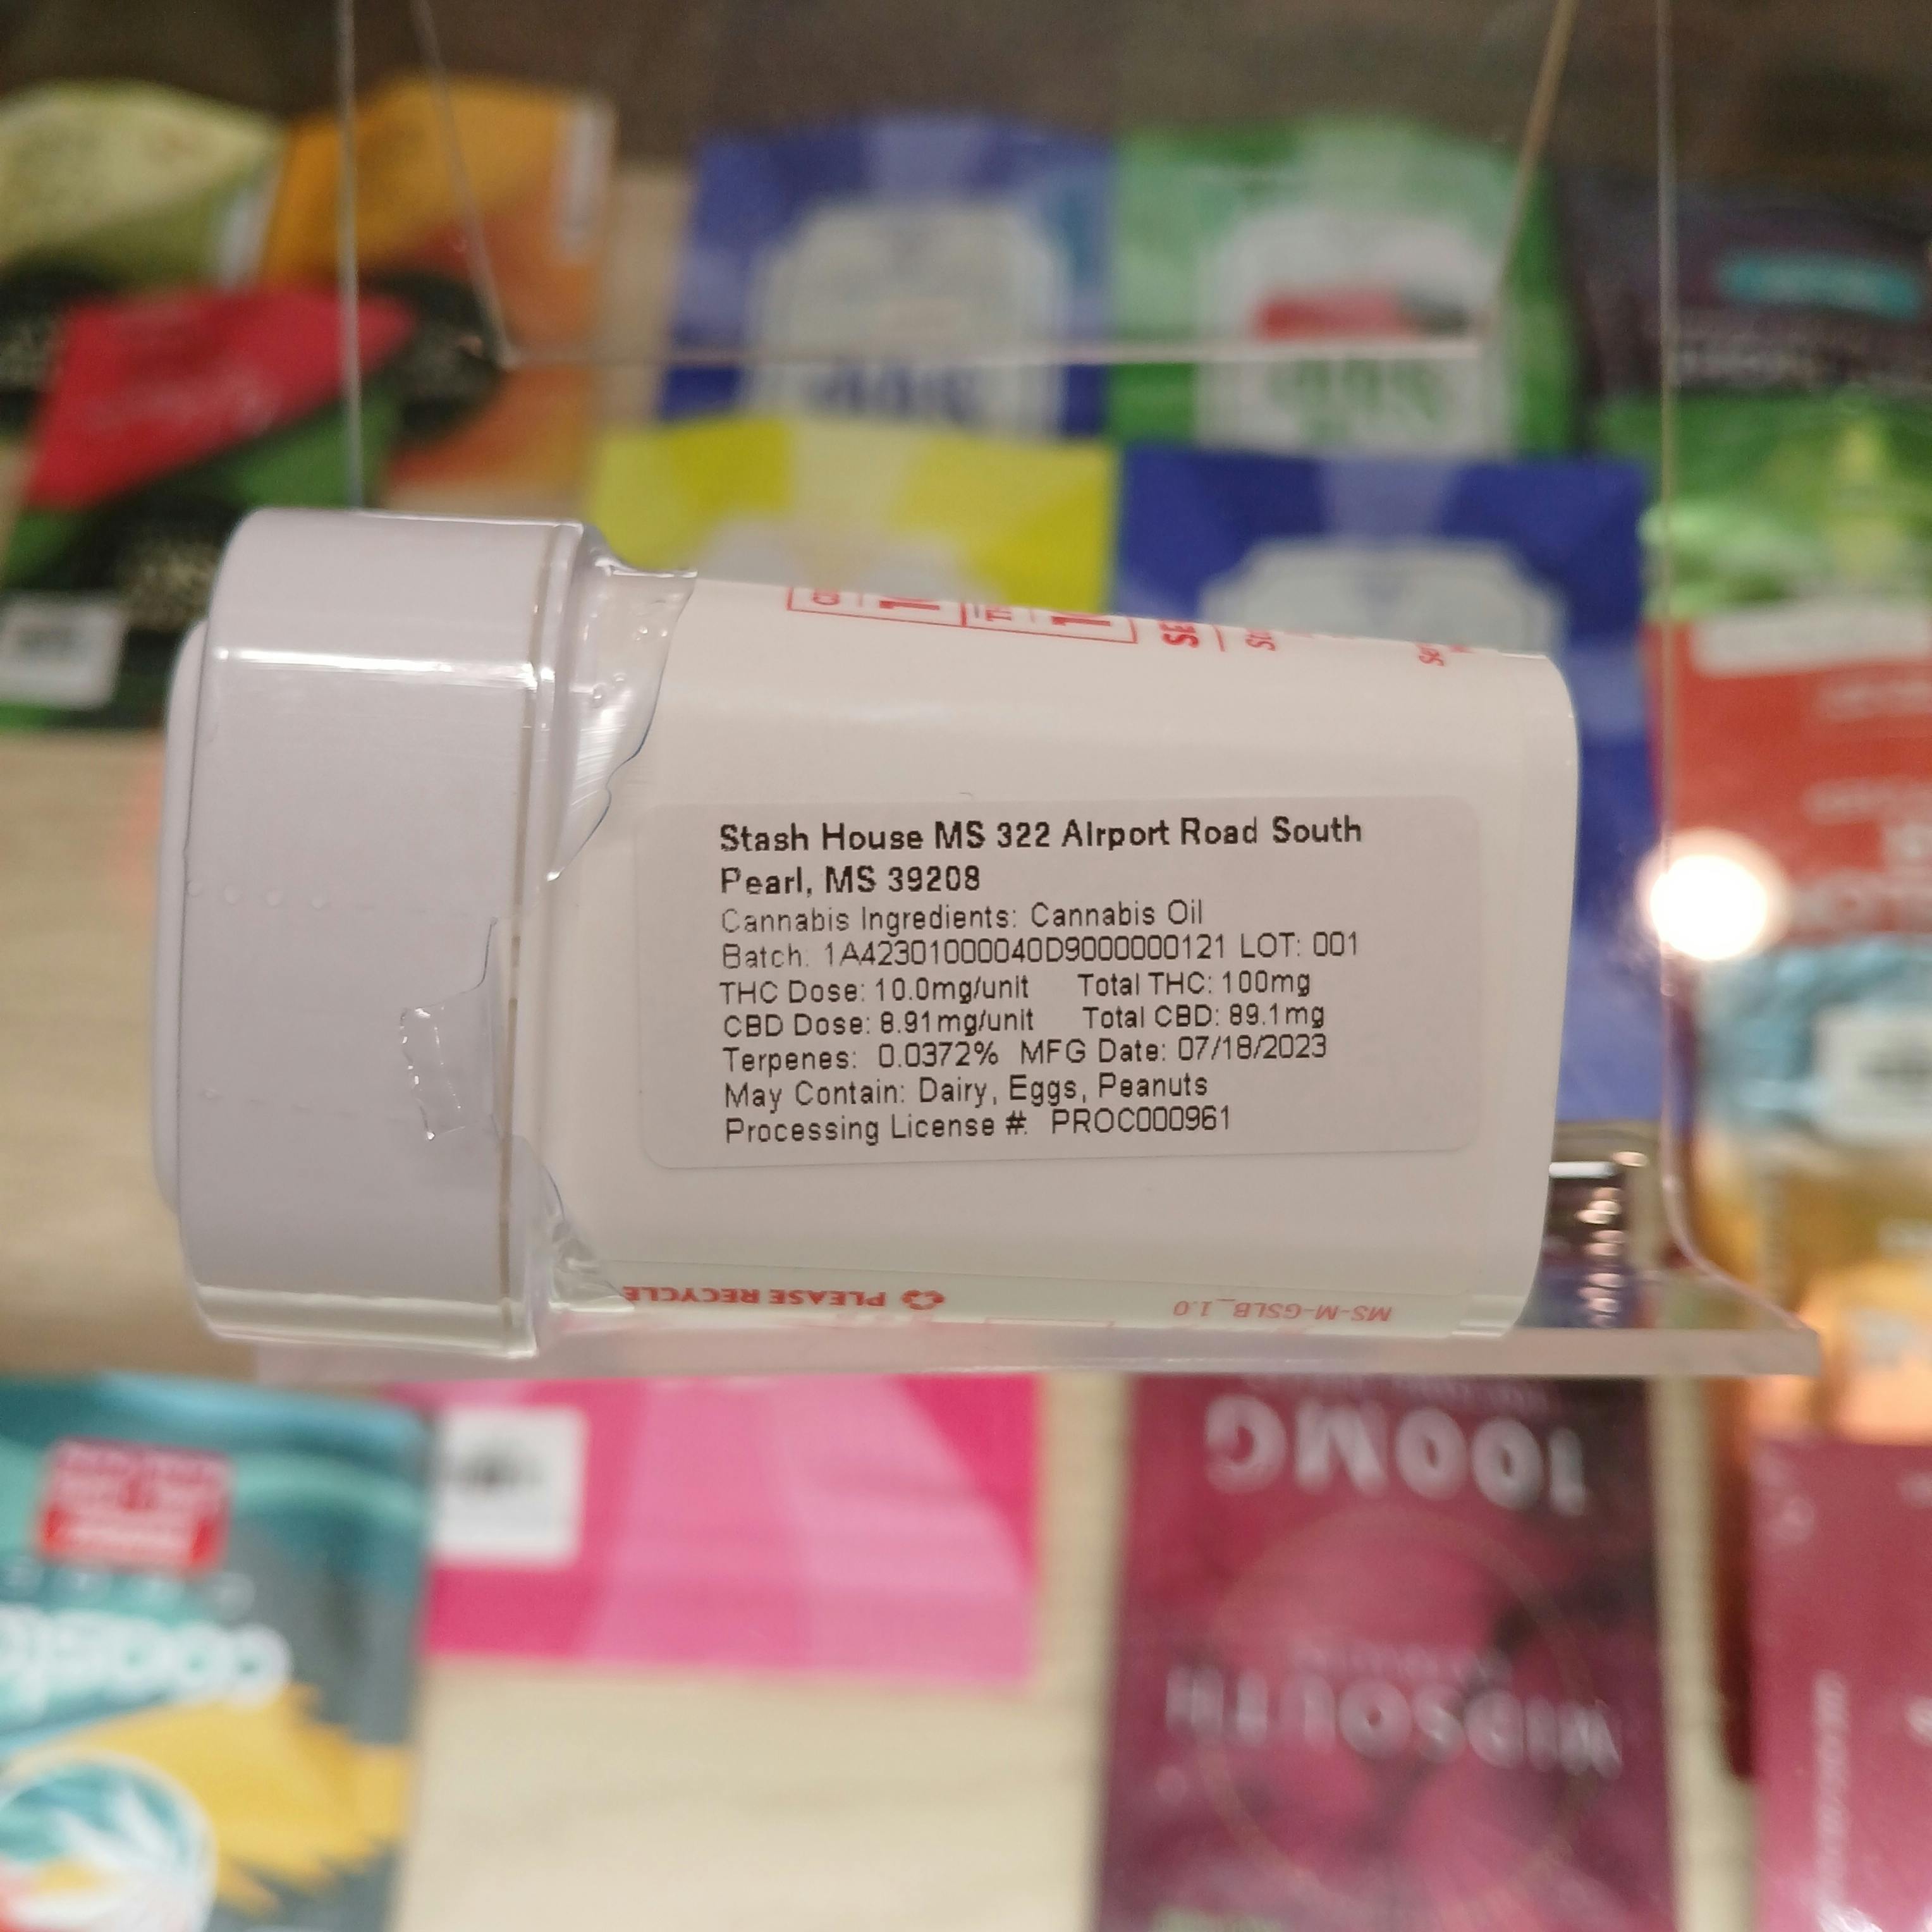 Stash House MS 322 Airport Road South
Pearl, MS 39208
Cannabis Ingredients: Cannabis Oil
Batch: 1A42301000040D9000000121 LOT: 001
THC Dose: 10.0mg/unit Total THC: 100mg
CBD Dose: 8.91mg/unit Total CBD: 89.1mg
Terpenes: 0.0372% MFG Date: 07/18/2023
May Contain: Dairy, Eggs, Peanuts
Processing License #: PROC000961
PLEASE RECYCLE
MS-M-GSLB_1.0
100MG
MIDSOUTH